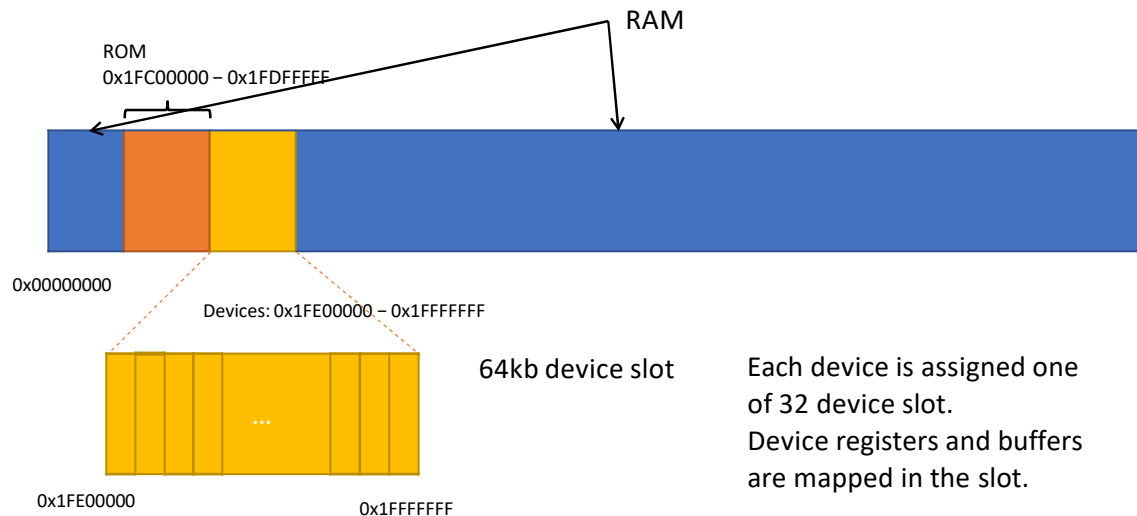 RAM
ROM
0x1FC00000 – 0x1FDFFFFF
0x00000000
Devices: 0x1FE00000 – 0x1FFFFFFF
64kb device slot
Each device is assigned one
of 32 device slot.
Device registers and buffers
are mapped in the slot.
...
0x1FE00000
0x1FFFFFFF